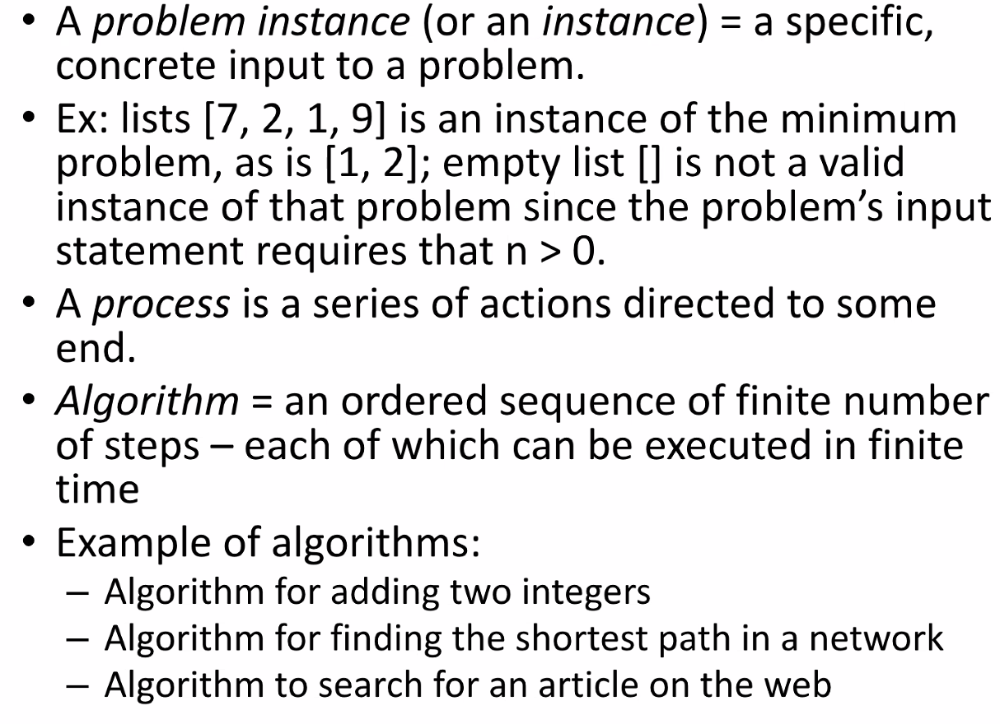 • A problem instance (or an instance) = a specific,
concrete input to a problem.
• Ex: lists [7, 2, 1, 9] is an instance of the minimum
problem, as is [1, 2]; empty list [] is not a valid
instance of that problem since the problem’s input
statement requires that n > 0.
• A process is a series of actions directed to some
end.
• Algorithm = an ordered sequence of finite number
of steps – each of which can be executed in finite
time
• Example of algorithms:
– Algorithm for adding two integers
– Algorithm for finding the shortest path in a network
– Algorithm to search for an article on the web